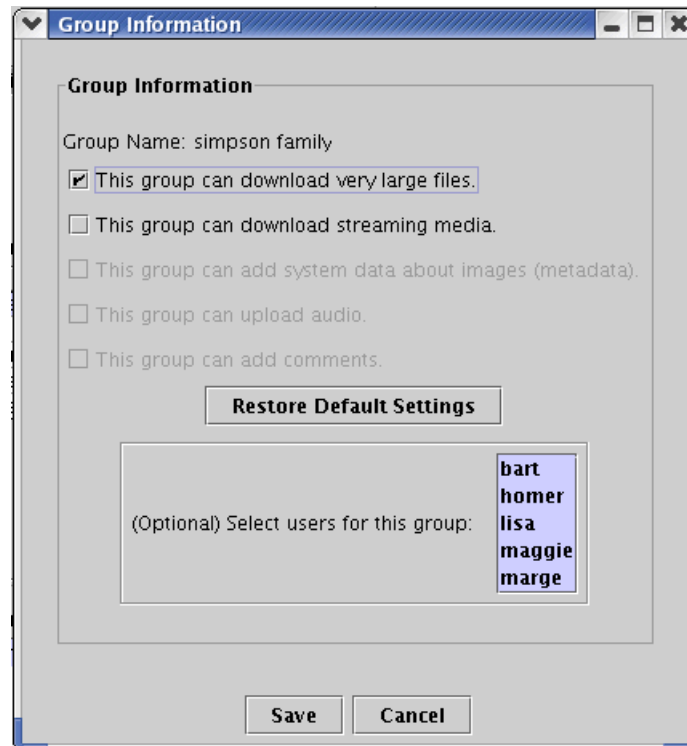 Group Information
Group Information
Group Name: simpson family
This group can download very large files.
This group can download streaming media.
This group can add system data about images (metadata).
This group can upload audio.
This group can add comments.
Restore Default Settings
(Optional) Select users for this group:
bart
homer
lisa
maggie
marge
Save
Cancel